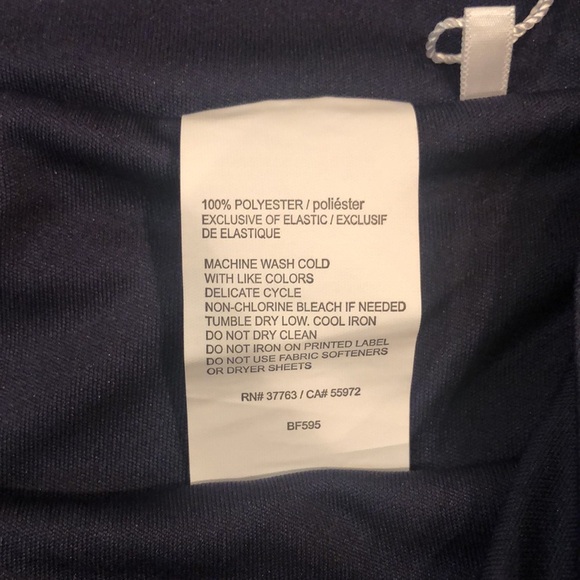 100% POLYESTER / poliéster
EXCLUSIVE OF ELASTIC / EXCLUSIF
DE ELASTIQUE
MACHINE WASH COLD
WITH LIKE COLORS
DELICATE CYCLE
NON-CHLORINE BLEACH IF NEEDED
TUMBLE DRY LOW. COOL IRON
DO NOT DRY CLEAN
DO NOT IRON ON PRINTED LABEL
DO NOT USE FABRIC SOFTENERS
OR DRYER SHEETS
RN# 37763 / CA# 55972
BF595